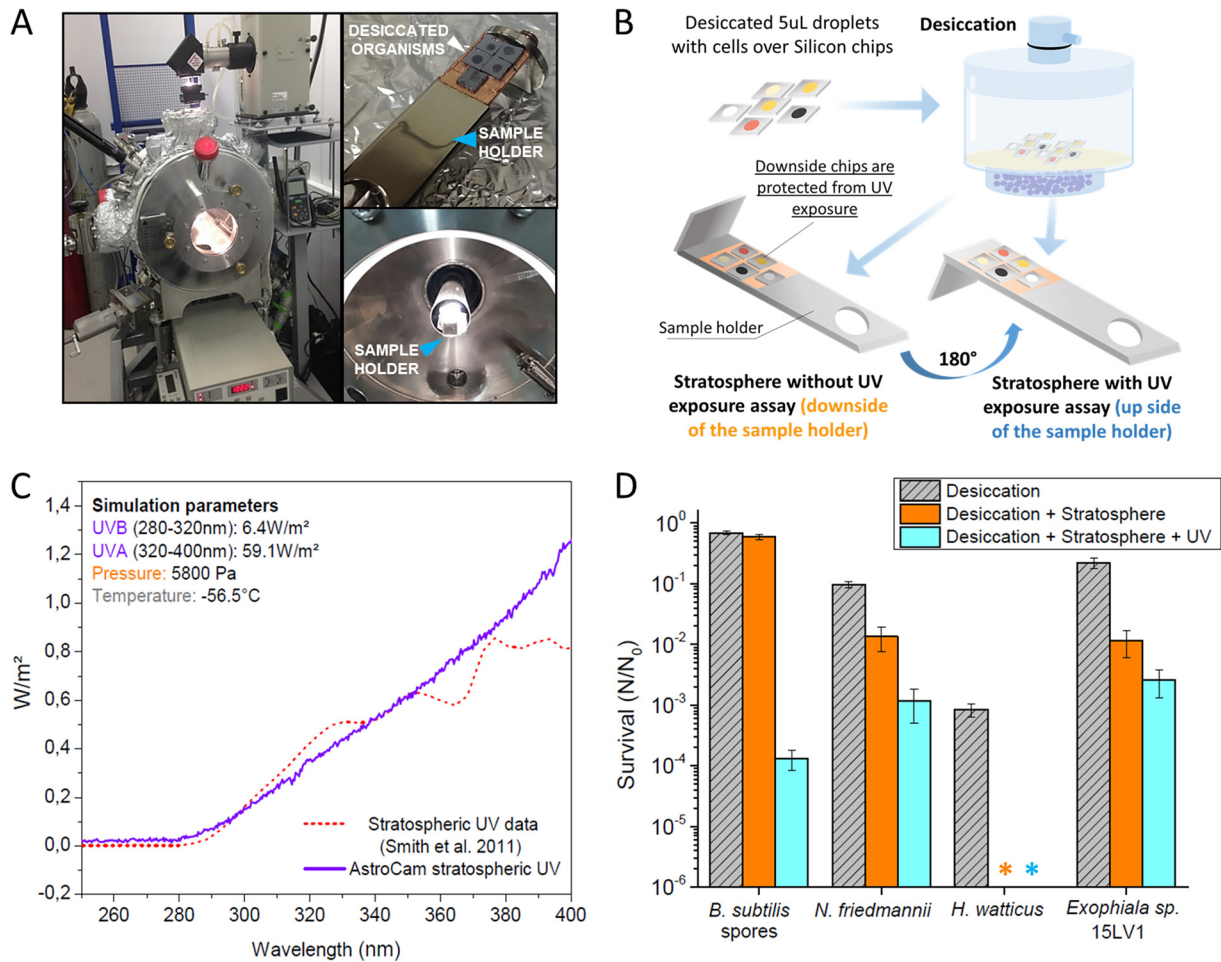 A
DESICCATED
ORGANISMS
SAMPLE
HOLDER
SAMPLE
HOLDER
B
Desiccated 5uL droplets
with cells over Silicon chips
Desiccation
Downside chips are
protected from UV
exposure
Sample holder
180°
Stratosphere without UV
exposure assay (downside
of the sample holder)
Stratosphere with UV
exposure assay (up side
of the sample holder)
C
Simulation parameters
UVB (280-320nm): 6.4W/m²
UVA (320-400nm): 59.1W/m²
Pressure: 5800 Pa
Temperature: -56.5°C
1,4
1,2
1,0
0,8
0,6
0,4
0,2
0,0
-0,2
W/m²
Stratospheric UV data
(Smith et al. 2011)
AstroCam stratospheric UV
260 280 300 320 340 360 380 400
Wavelength (nm)
D
Desiccation
Desiccation + Stratosphere
Desiccation + Stratosphere + UV
10⁰
10⁻¹
10⁻²
10⁻³
10⁻⁴
10⁻⁵
10⁻⁶
Survival (N/N₀)
* *
B. subtilis
spores
N. friedmannii
H. watticus
Exophiala sp.
15LV1